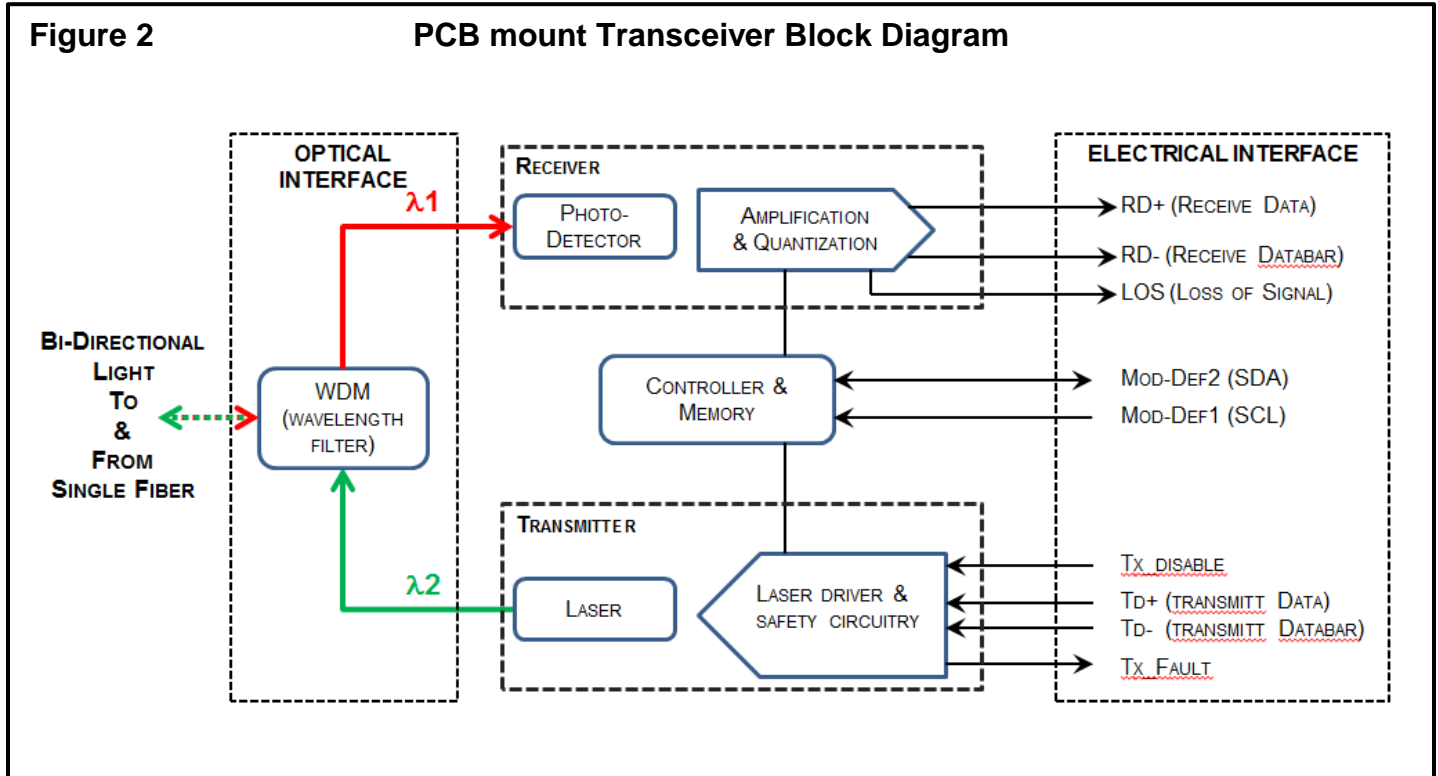 Figure 2 PCB mount Transceiver Block Diagram
OPTICAL
INTERFACE
λ1
RECEIVER
PHOTO-
DETECTOR
AMPLIFICATION
& QUANTIZATION
ELECTRICAL INTERFACE
RD+ (RECEIVE DATA)
RD- (RECEIVE DATABAR)
LOS (LOSS OF SIGNAL)
BI-DIRECTIONAL
LIGHT
TO
&
FROM
SINGLE FIBER
WDM
(WAVELENGTH
FILTER)
CONTROLLER &
MEMORY
MOD-DEF2 (SDA)
MOD-DEF1 (SCL)
TRANSMITTER
λ2
LASER
LASER DRIVER &
SAFETY CIRCUITRY
TX_DISABLE
TD+ (TRANSMITT DATA)
TD- (TRANSMITT DATABAR)
TX_FAULT